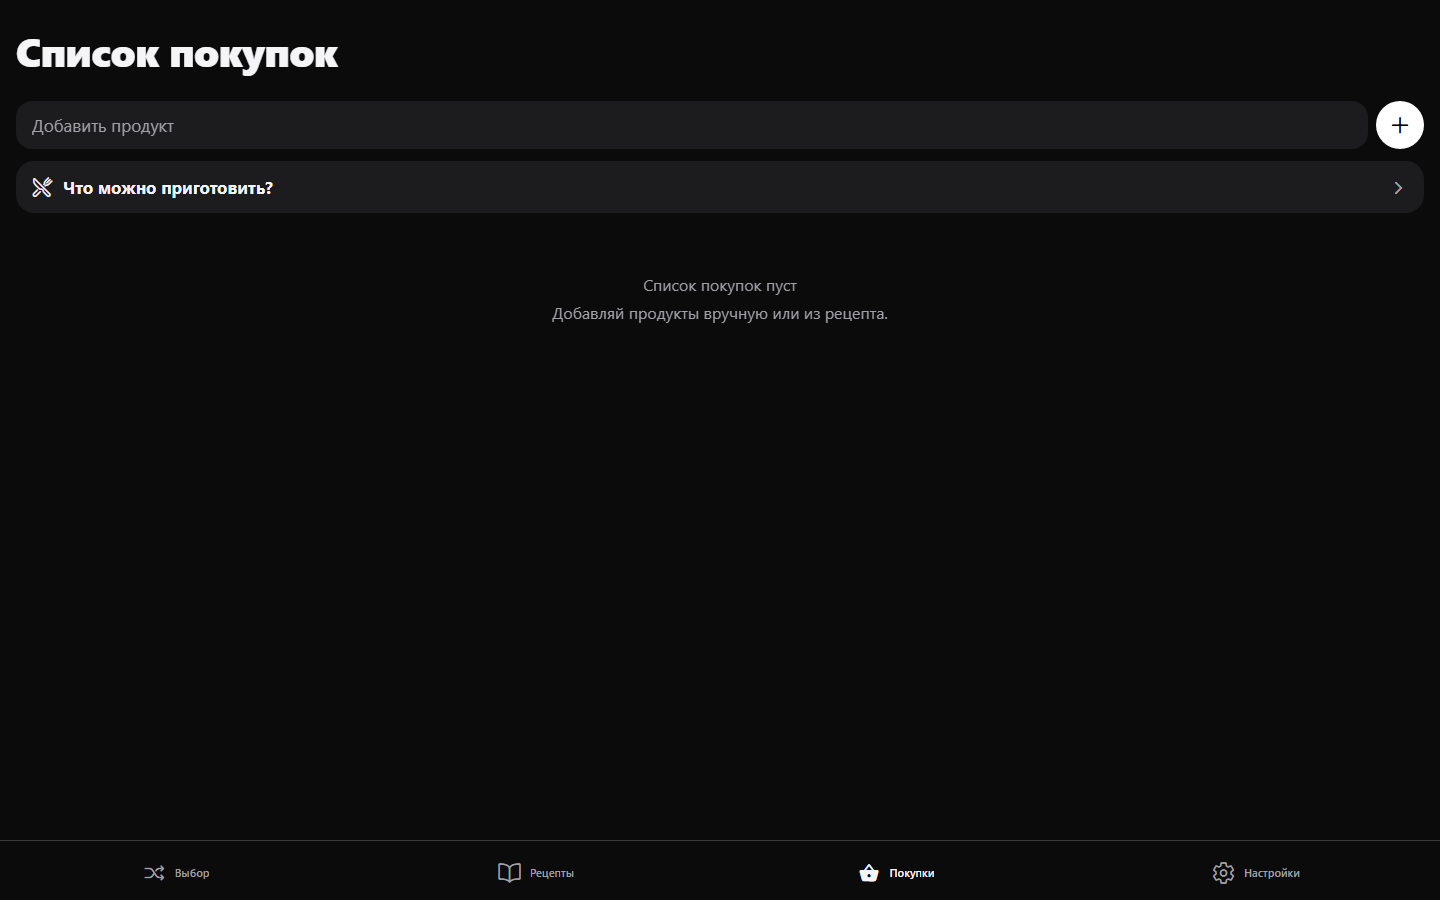 Список покупок
Добавить продукт
Что можно приготовить?
Список покупок пуст
Добавляй продукты вручную или из рецепта.
Выбор
Рецепты
Покупки
Настройки